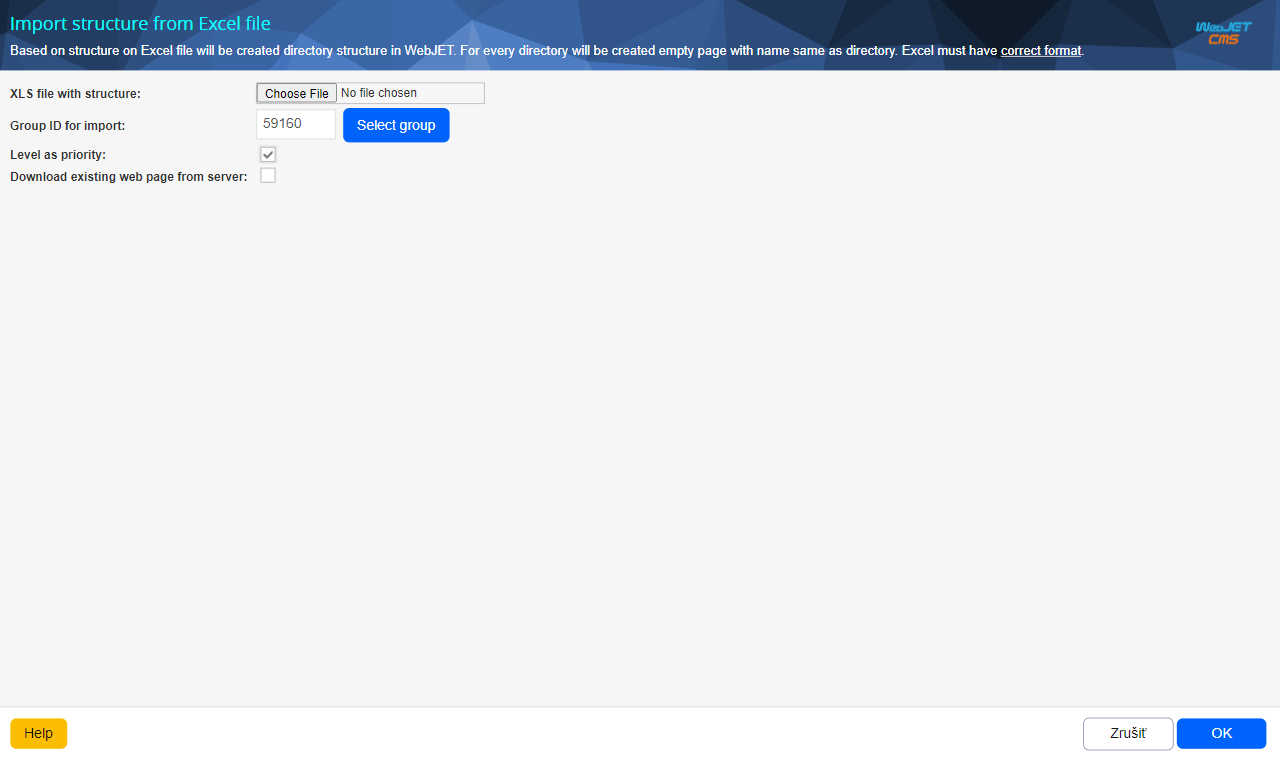 Import structure from Excel file
Based on structure on Excel file will be created directory structure in WebJET. For every directory will be created empty page with name same as directory. Excel must have correct format.
WebJET
CMS
XLS file with structure: Choose File No file chosen
Group ID for import: 59160 Select group
Level as priority:
Download existing web page from server:
Help Zrušiť OK